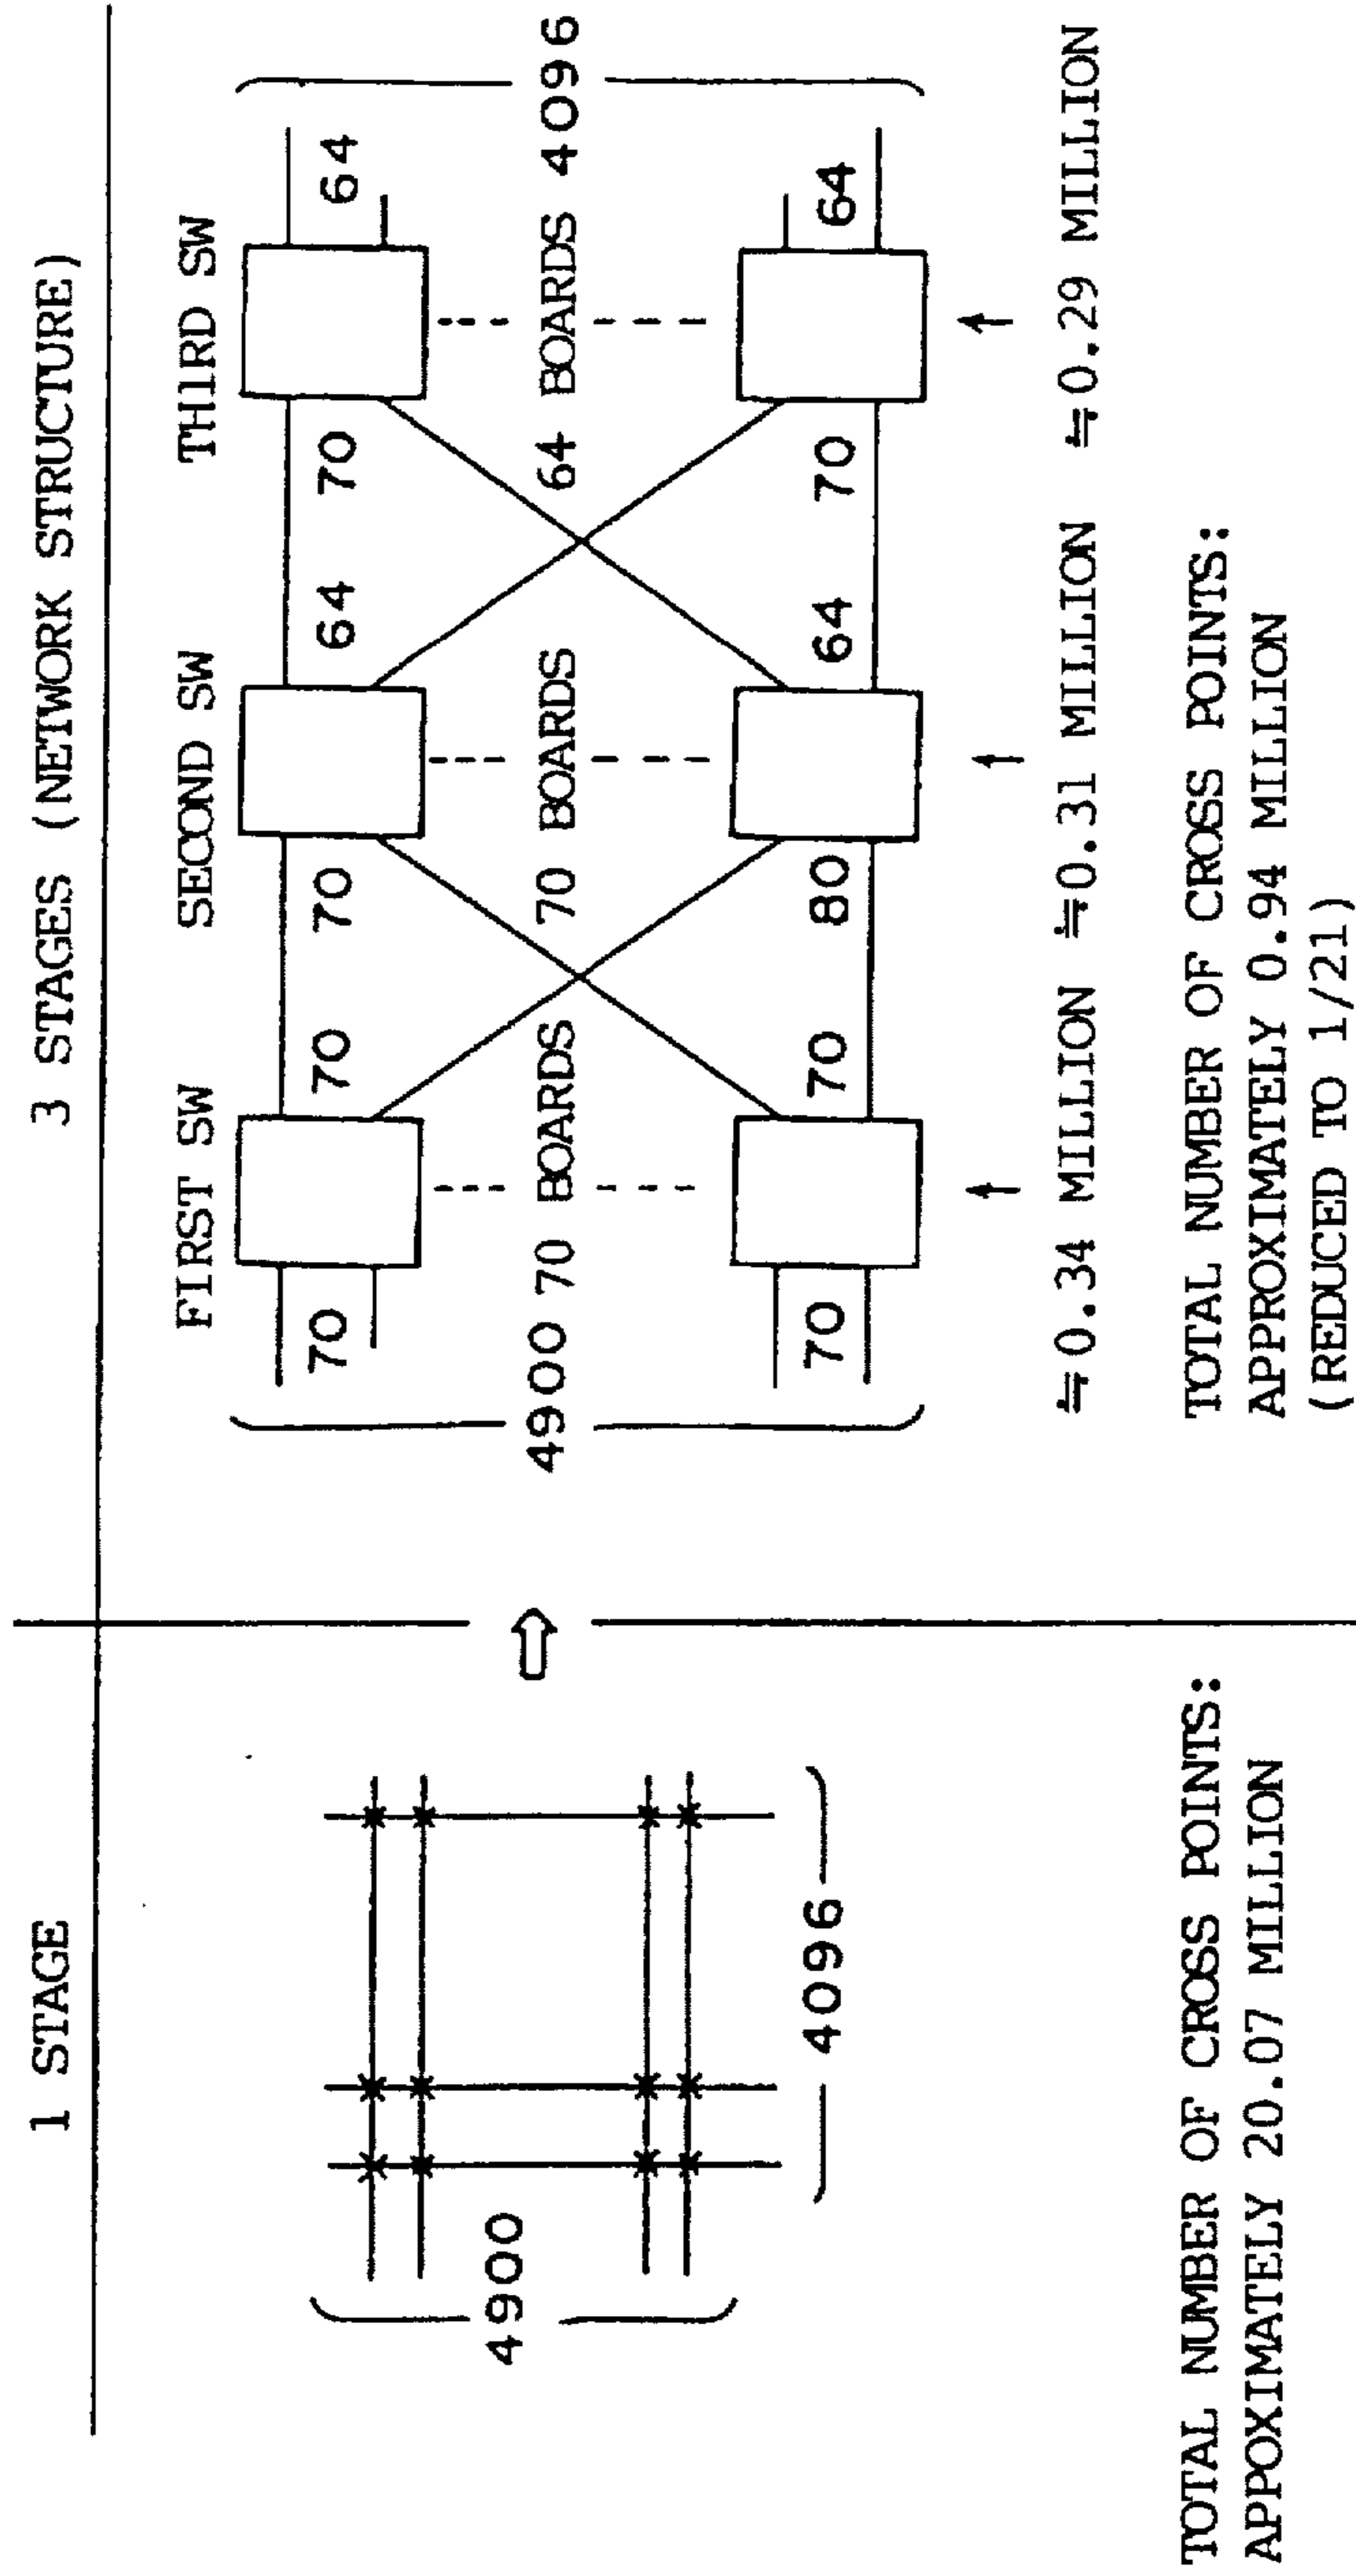 1 STAGE
4900
4096
TOTAL NUMBER OF CROSS POINTS:
APPOXIMATELY 20.07 MILLION
3 STAGES (NETWORK STRUCTURE)
FIRST SW SECOND SW THIRD SW
70 70 70 64 70 64
4900 70 BOARDS 70 BOARDS 64 BOARDS 4096
70 70 80 64 70 64
≒0.34 MILLION ≒0.31 MILLION ≒0.29 MILLION
TOTAL NUMBER OF CROSS POINTS:
APPROXIMATELY 0.94 MILLION
(REDUCED TO 1/21)